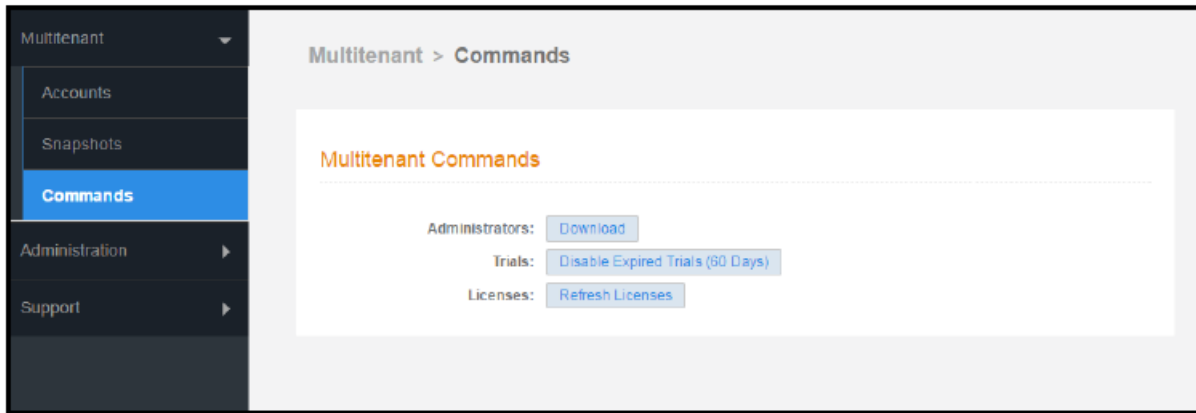 Multitenant
Accounts
Snapshots
Commands
Administration
Support
Multitenant > Commands
Multitenant Commands
Administrators: Download
Trials: Disable Expired Trials (60 Days)
Licenses: Refresh Licenses